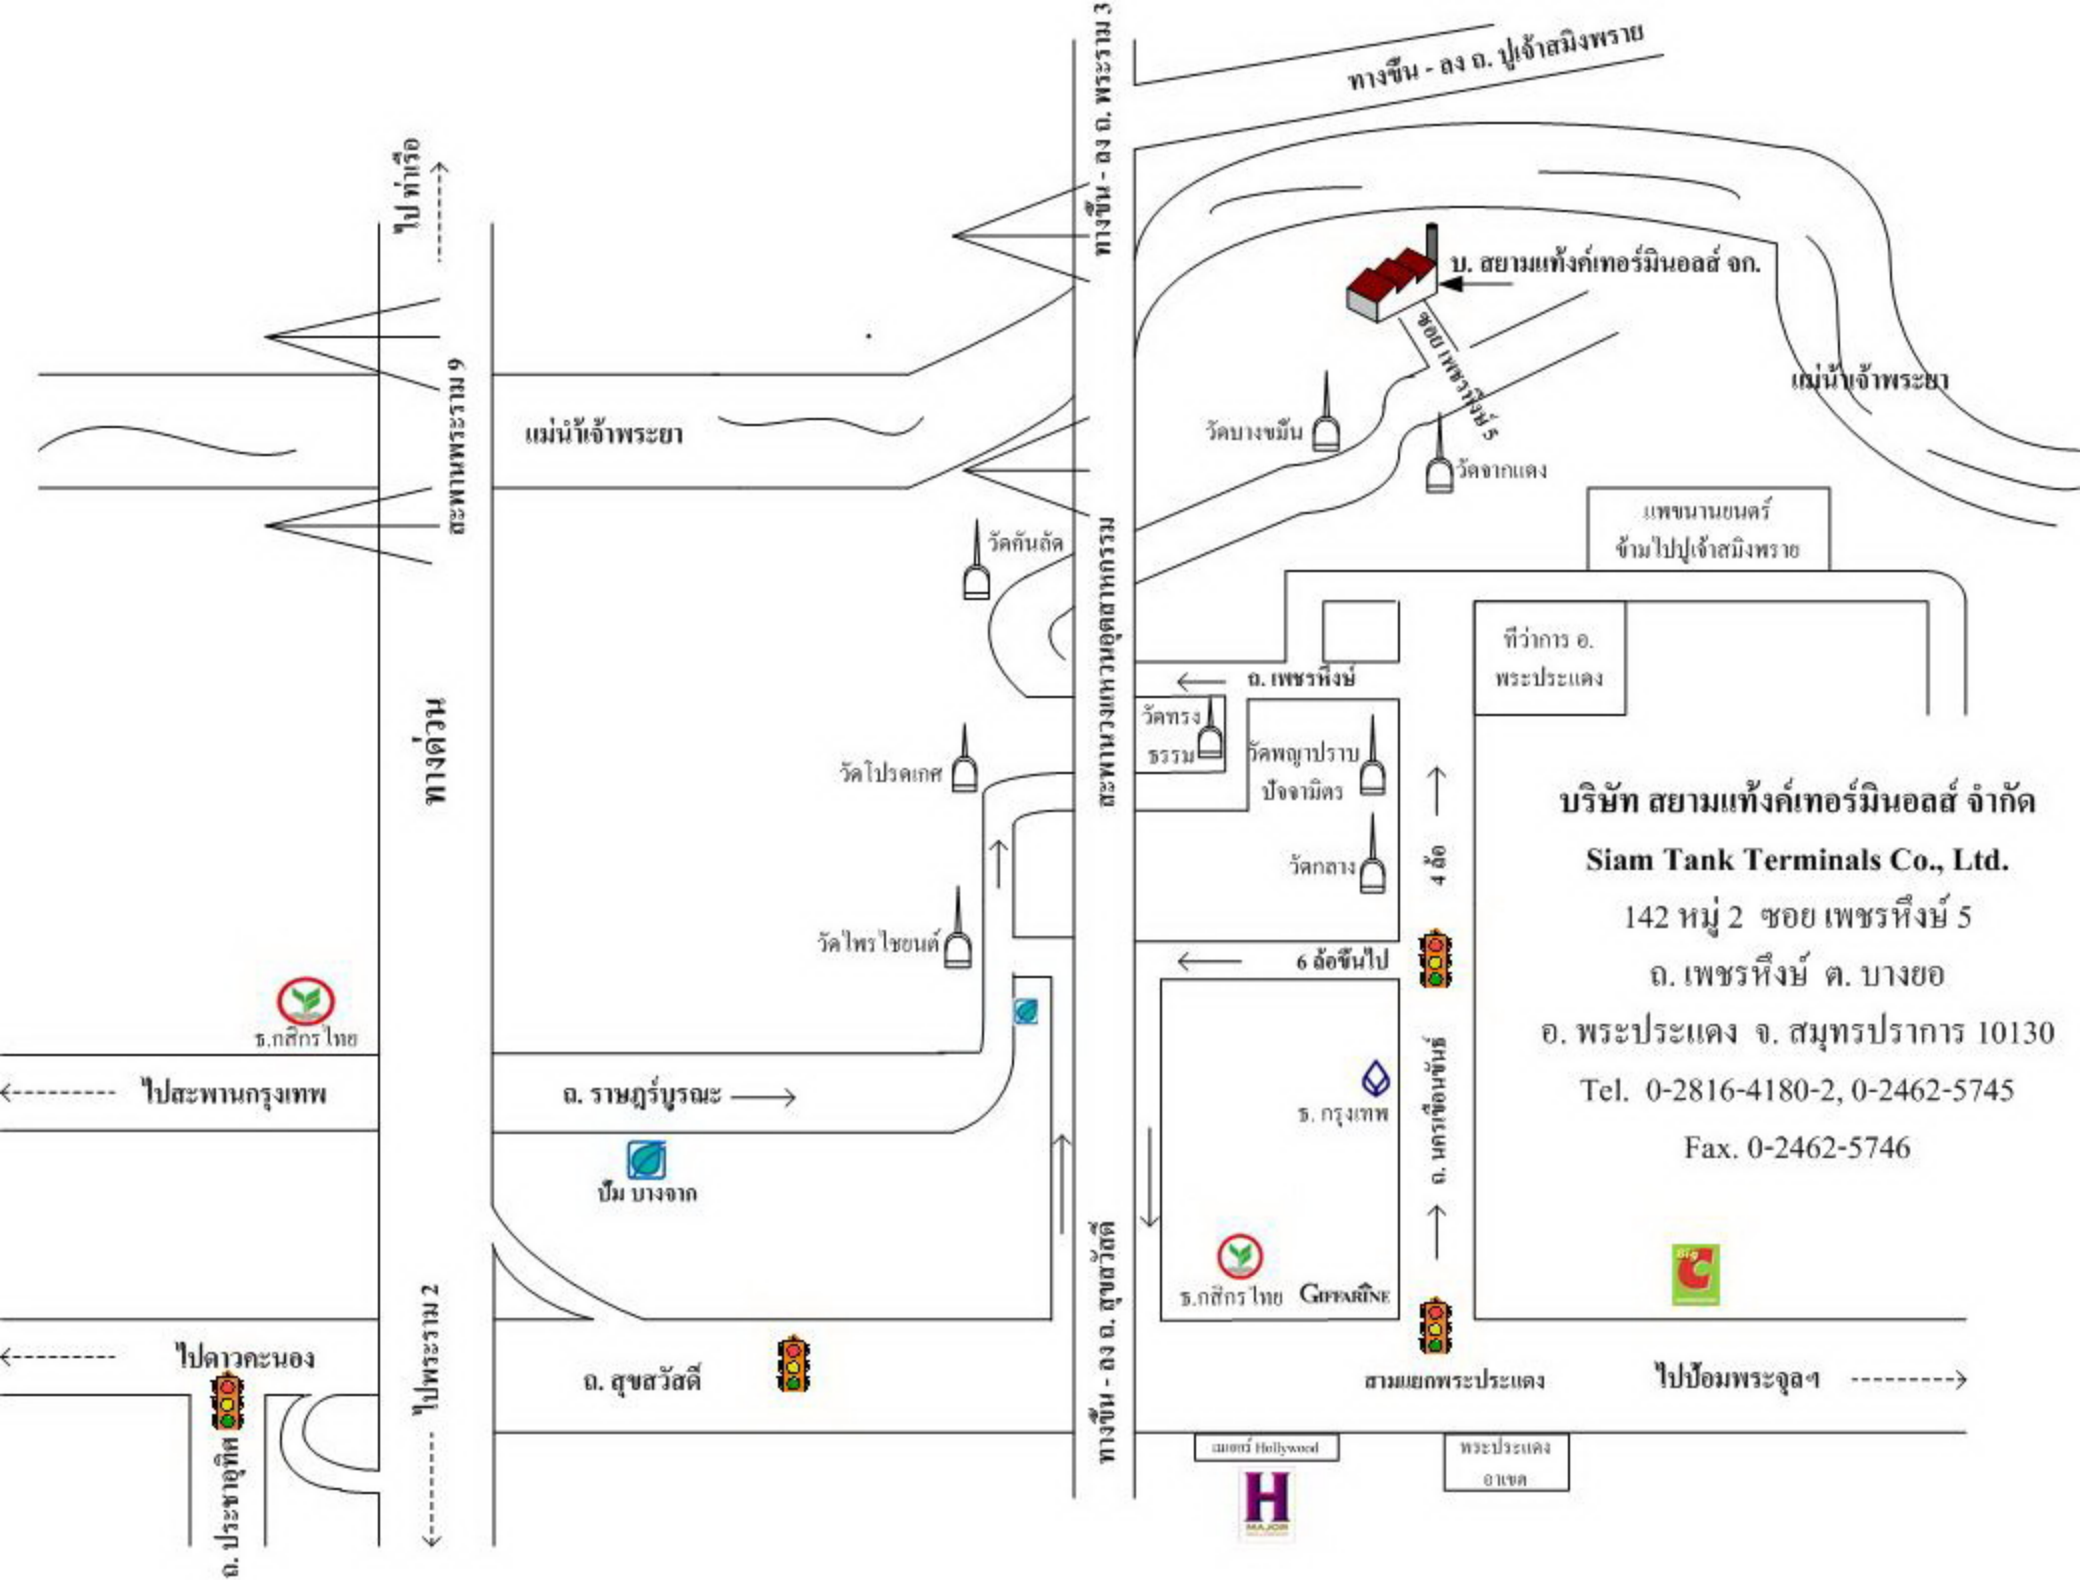 ทางขึ้น - ลง ถ. พระราม 3
ทางขึ้น - ลง ถ. ปู่เจ้าสมิงพราย
ไป ท่าเรือ
บ. สยามแท้งค์เทอร์มินอลส์ จก.
ซอย เพชรหึงษ์ 5
แม่น้ำเจ้าพระยา
สะพานพระราม 9
แม่น้ำเจ้าพระยา
วัดบางขมิ้น
วัดจากแดง
แพขนานยนตร์
ข้ามไปปู่เจ้าสมิงพราย
วัดคันลัด
สะพานวงแหวนอุตสาหกรรม
ที่ว่าการ อ.
พระประแดง
ถ. เพชรหึงษ์
วัดทรง
ธรรม
วัดพญาปราบ
ปัจจามิตร
ทางด่วน
วัดโปรดเกศ
วัดกลาง
4 ล้อ
บริษัท สยามแท้งค์เทอร์มินอลส์ จำกัด
Siam Tank Terminals Co., Ltd.
142 หมู่ 2 ซอย เพชรหึงษ์ 5
ถ. เพชรหึงษ์ ต. บางยอ
อ. พระประแดง จ. สมุทรปราการ 10130
Tel. 0-2816-4180-2, 0-2462-5745
Fax. 0-2462-5746
วัดไพรไชยนต์
6 ล้อขึ้นไป
ธ.กสิกรไทย
ไปสะพานกรุงเทพ
ถ. ราษฎร์บูรณะ
ธ. กรุงเทพ
ถ. นครเขื่อนขันธ์
ปั๊ม บางจาก
ทางขึ้น - ลง ถ. สุขสวัสดิ์
ธ.กสิกรไทย
GIFFARINE
Big C
ไปพระราม 2
ไปดาวคะนอง
ถ. สุขสวัสดิ์
สามแยกพระประแดง
ไปป้อมพระจุลฯ
ถ. ประชาอุทิศ
เมเจอร์ Hollywood
พระประแดง
อาเขต
H
MAJOR